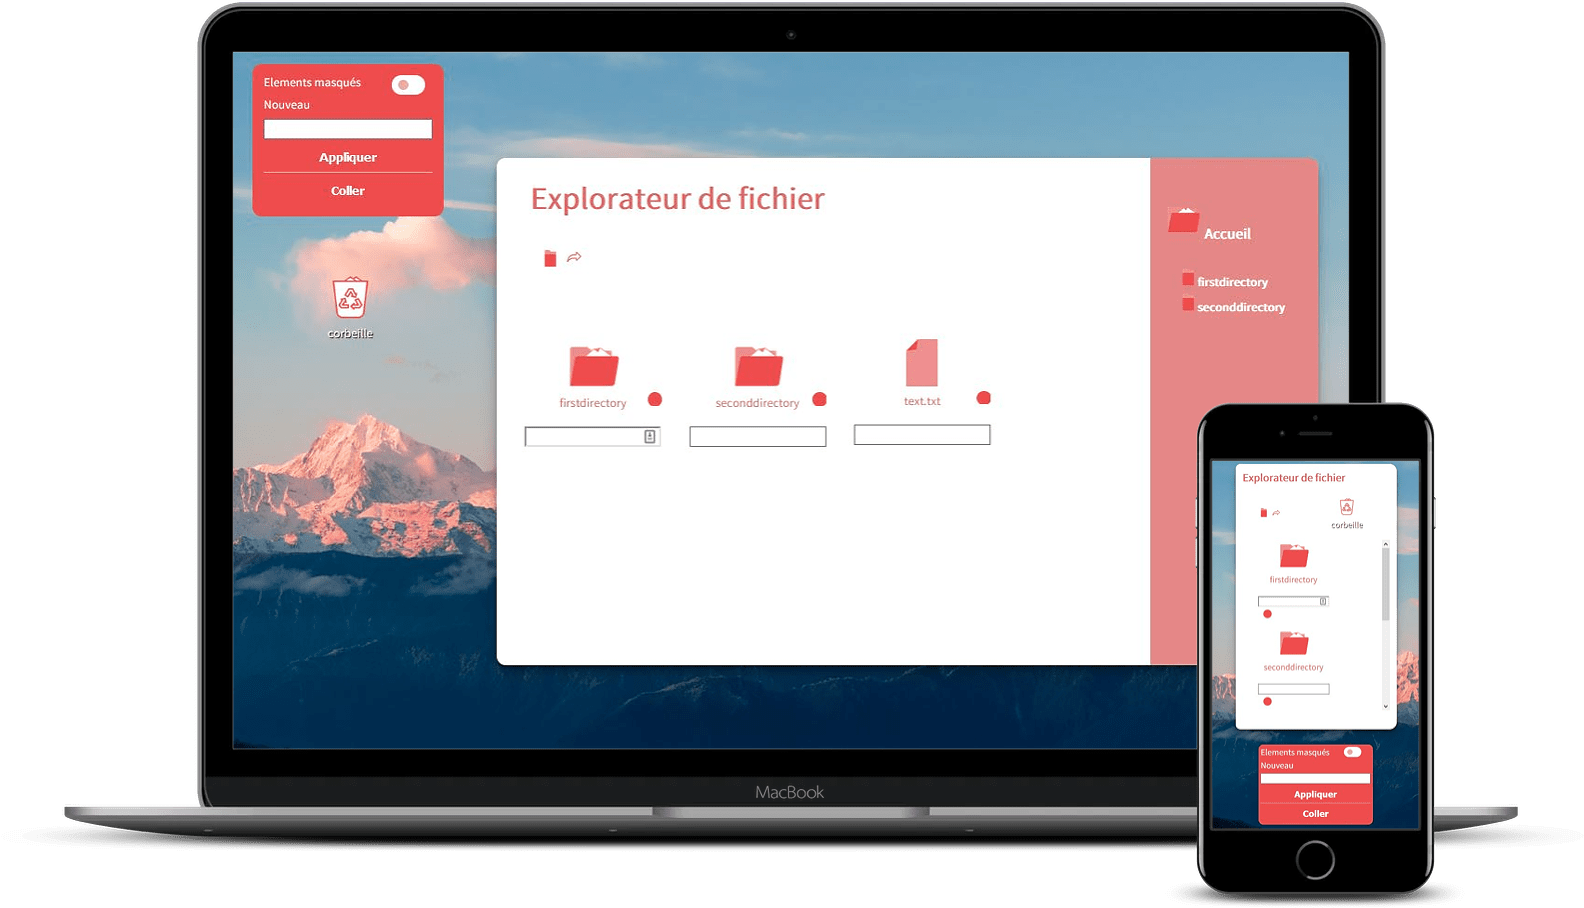 Elements masqués
Nouveau
Appliquer
Coller
corbeille
Explorateur de fichier
firstdirectory
seconddirectory
text.txt
Accueil
firstdirectory
seconddirectory
MacBook
Explorateur de fichier
corbeille
firstdirectory
seconddirectory
Elements masqués
Nouveau
Appliquer
Coller